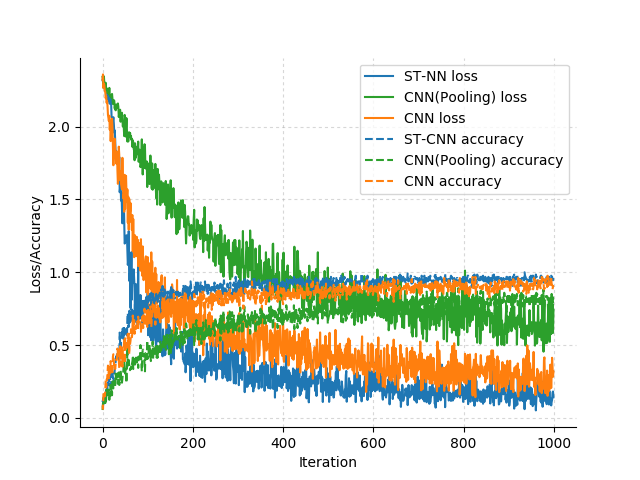 ST-NN loss
CNN(Pooling) loss
CNN loss
ST-CNN accuracy
CNN(Pooling) accuracy
CNN accuracy
Loss/Accuracy
2.0
1.5
1.0
0.5
0.0
0 200 400 600 800 1000
Iteration